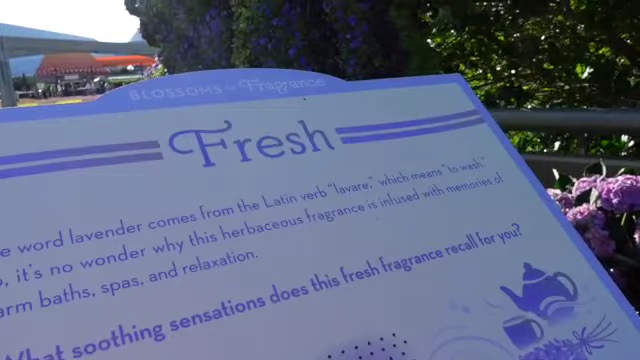 BLOSSOMS of Fragrance
Fresh
word lavender comes from the Latin verb "lavare," which means "to wash."
it's no wonder why this herbaceous fragrance is infused with memories of
baths, spas, and relaxation.
What soothing sensations does this fresh fragrance recall for you?